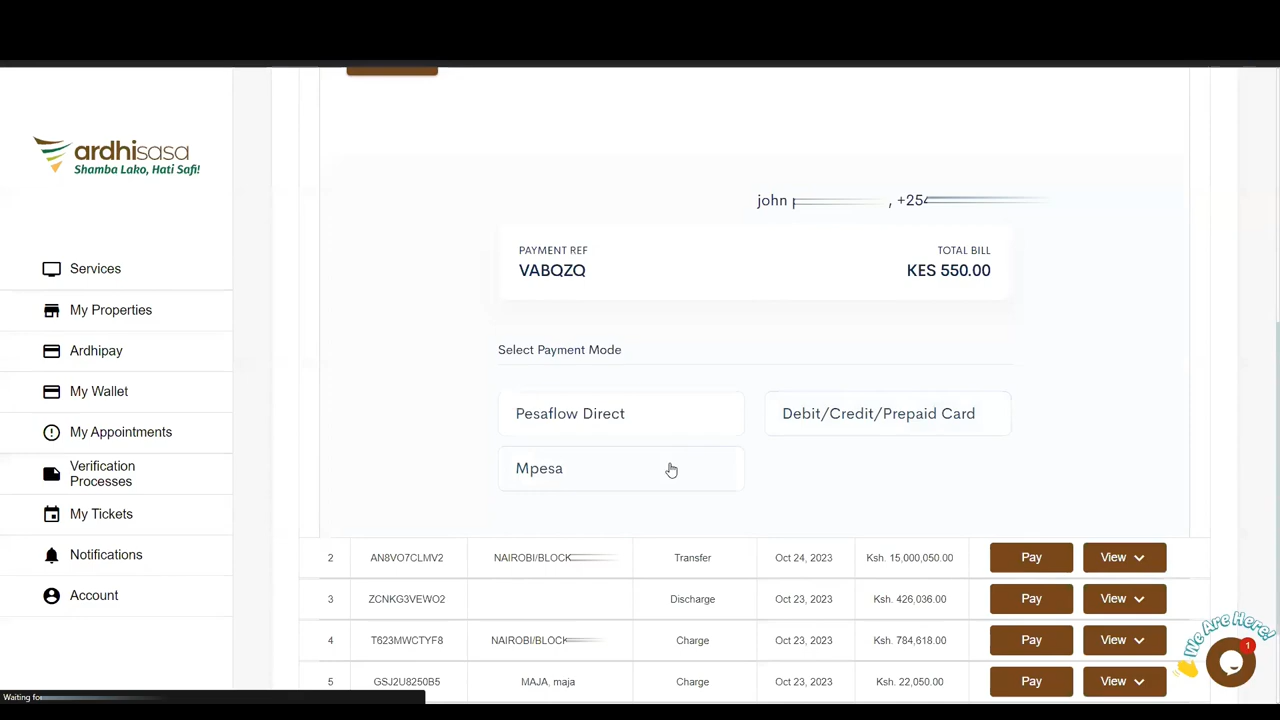 ardhisasa
Shamba Lako, Hati Safi!
Services
My Properties
Ardhipay
My Wallet
My Appointments
Verification
Processes
My Tickets
Notifications
Account
john , +254
PAYMENT REF TOTAL BILL
VABQZQ KES 550.00
Select Payment Mode
Pesaflow Direct Debit/Credit/Prepaid Card
Mpesa
2 AN8VO7CLMV2 NAIROBI/BLOCK Transfer Oct 24, 2023 Ksh. 15,000,050.00 Pay View
3 ZCNKG3VEWO2 Discharge Oct 23, 2023 Ksh. 426,036.00 Pay View
4 T623MWCTYF8 NAIROBI/BLOCK Charge Oct 23, 2023 Ksh. 784,618.00 Pay View
5 GSJ2U8250B5 MAJA, maja Charge Oct 23, 2023 Ksh. 22,050.00 Pay View
We Are Here!
1
Waiting for